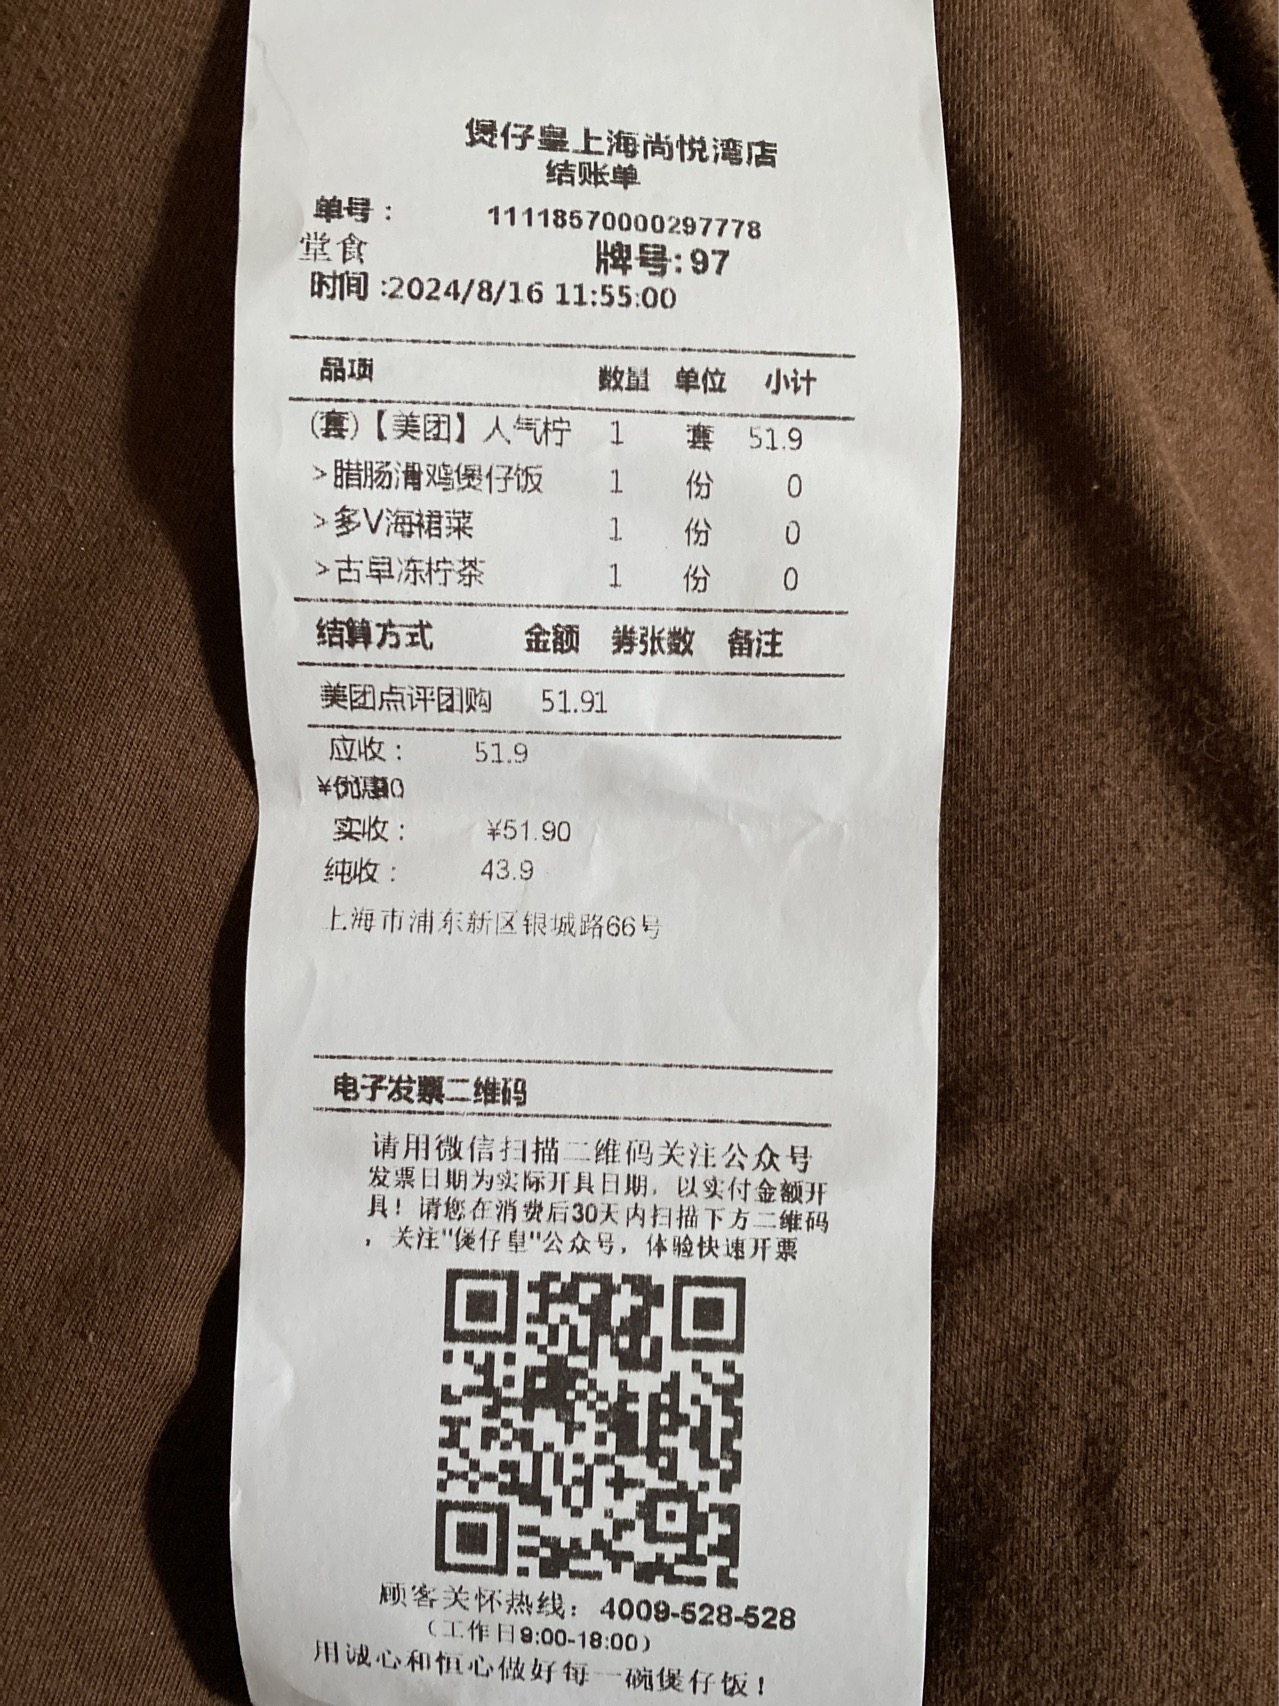 煲仔皇上海尚悦湾店
结账单
单号： 11118570000297778
堂食 牌号:97
时间 :2024/8/16 11:55:00
品项 数量 单位 小计
(套)【美团】人气柠 1 套 51.9
>腊肠滑鸡煲仔饭 1 份 0
>多V海裙菜 1 份 0
>古早冻柠茶 1 份 0
结算方式 金额 券张数 备注
美团点评团购 51.91
应收： 51.9
¥优惠0
实收： ¥51.90
纯收： 43.9
上海市浦东新区银城路66号
电子发票二维码
请用微信扫描二维码关注公众号
发票日期为实际开具日期，以实付金额开
具！请您在消费后30天内扫描下方二维码
，关注"煲仔皇"公众号，体验快速开票
顾客关怀热线：4009-528-528
（工作日9:00-18:00）
用诚心和恒心做好每一碗煲仔饭！